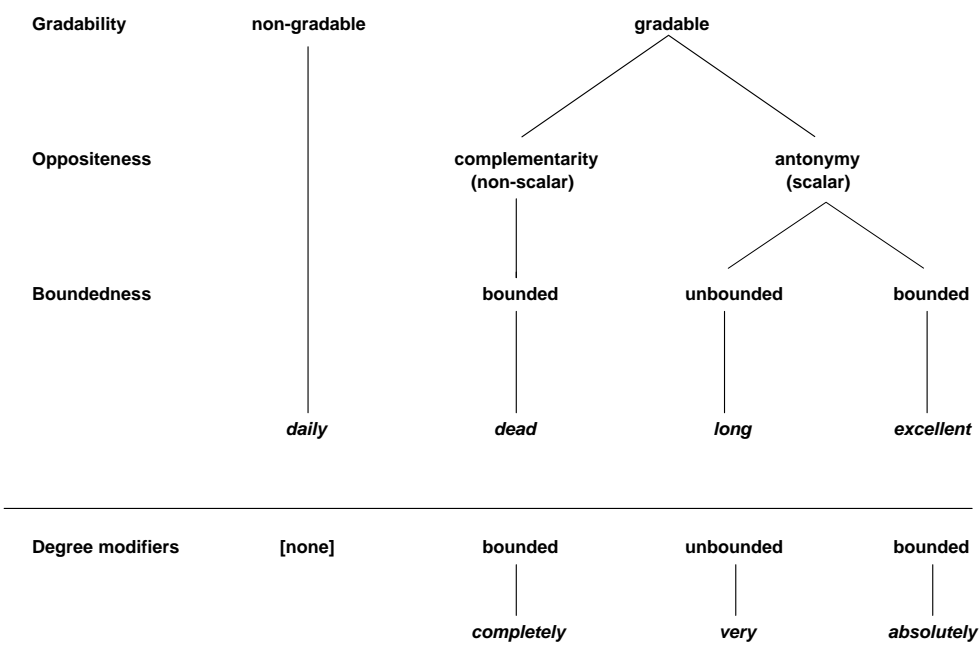 Gradability non-gradable gradable
Oppositeness complementarity antonymy
(non-scalar) (scalar)
Boundedness bounded unbounded bounded
daily dead long excellent
Degree modifiers [none] bounded unbounded bounded
completely very absolutely